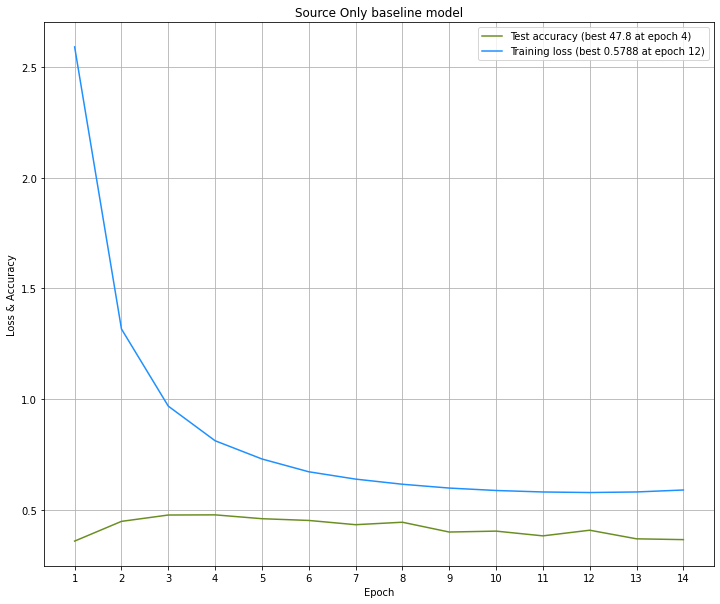 Source Only baseline model
Test accuracy (best 47.8 at epoch 4)
Training loss (best 0.5788 at epoch 12)
2.5
2.0
1.5
1.0
0.5
Loss & Accuracy
1 2 3 4 5 6 7 8 9 10 11 12 13 14
Epoch